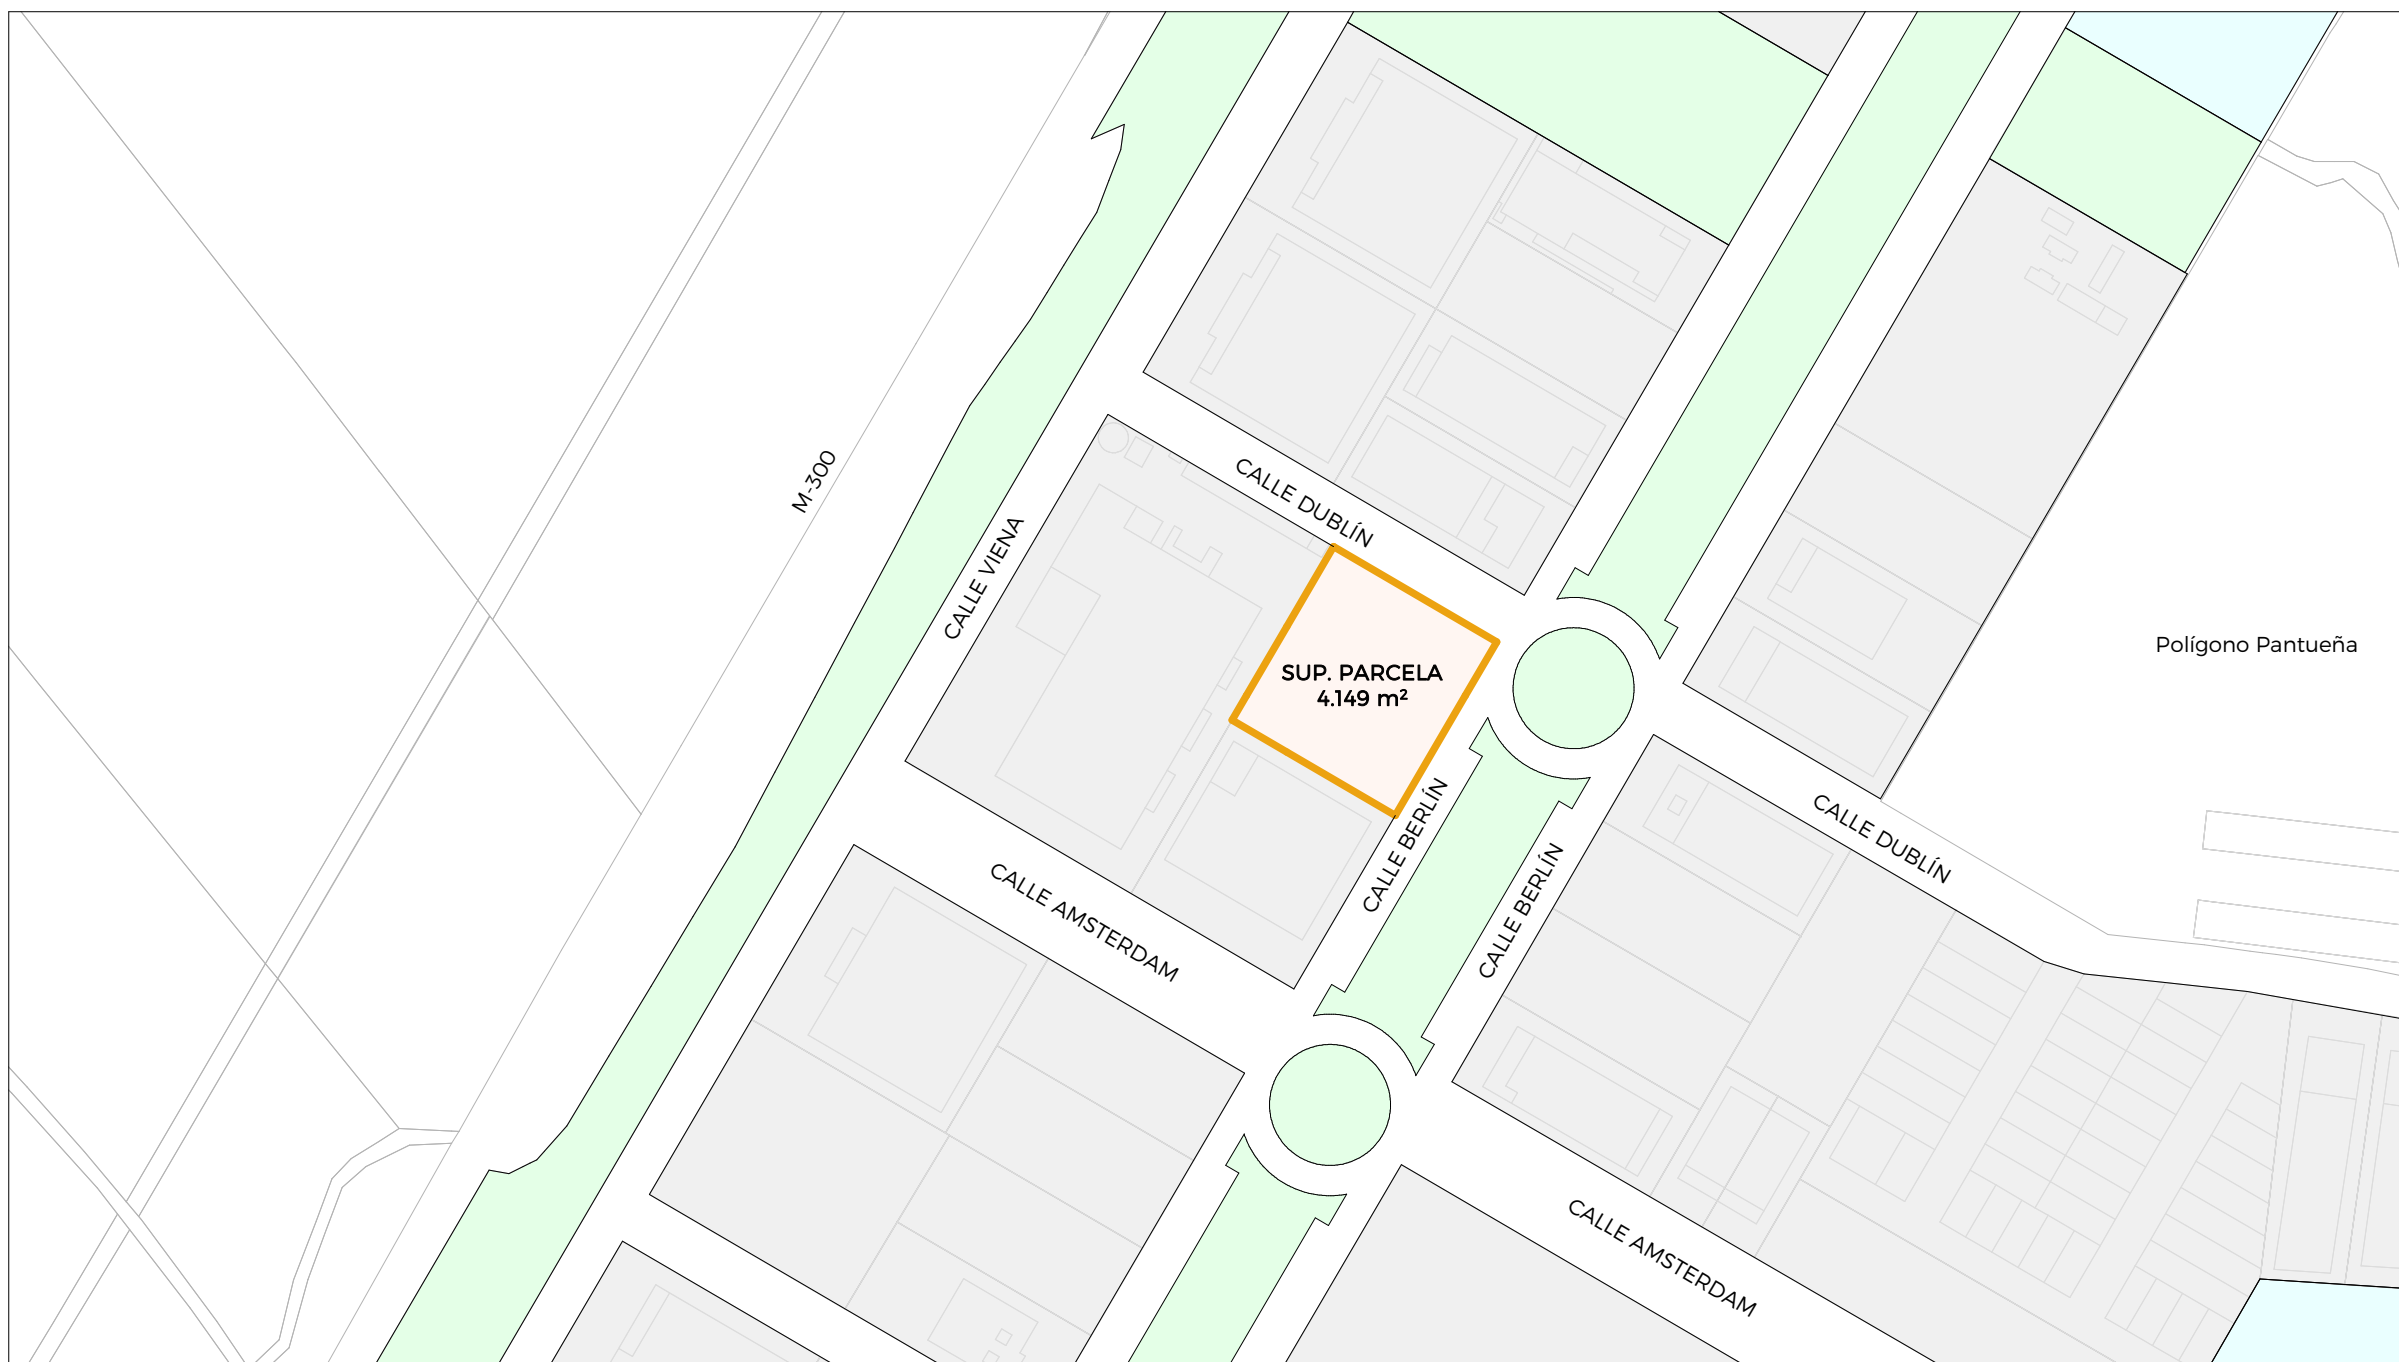 M-300
CALLE DUBLÍN
CALLE VIENA
Polígono Pantueña
SUP. PARCELA
4.149 m²
CALLE BERLÍN
CALLE DUBLÍN
CALLE BERLÍN
CALLE AMSTERDAM
CALLE AMSTERDAM